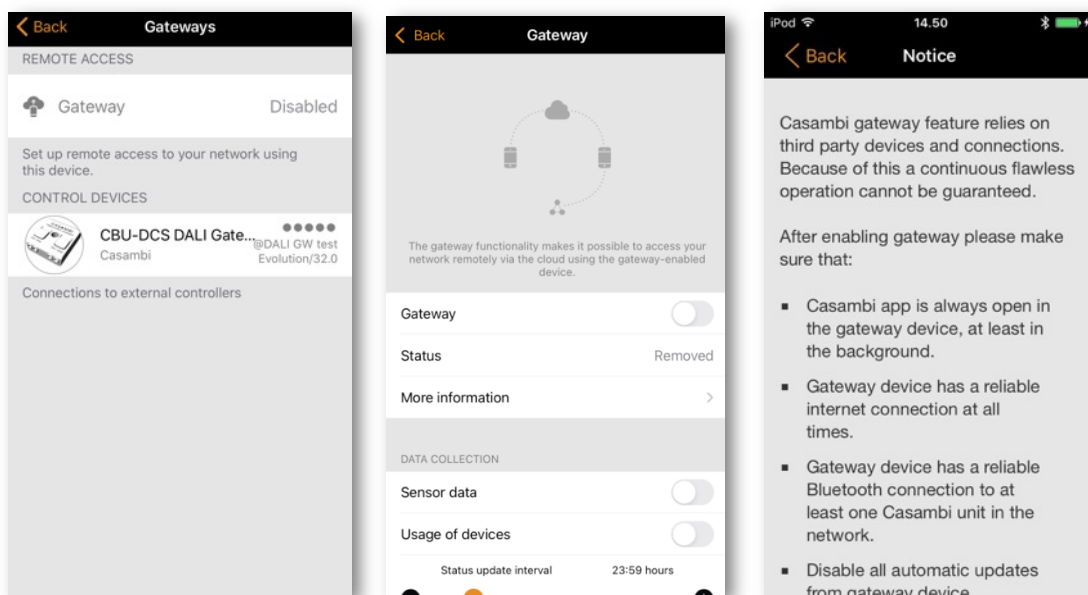 Back
Gateways
REMOTE ACCESS
Gateway
Disabled
Set up remote access to your network using
this device.
CONTROL DEVICES
CBU-DCS DALI Gate...
Casambi
@DALI GW test
Evolution/32.0
Connections to external controllers
Back
Gateway
The gateway functionality makes it possible to access your
network remotely via the cloud using the gateway-enabled
device.
Gateway
Status
Removed
More information
DATA COLLECTION
Sensor data
Usage of devices
Status update interval
23:59 hours
iPod
14.50
Back
Notice
Casambi gateway feature relies on
third party devices and connections.
Because of this a continuous flawless
operation cannot be guaranteed.
After enabling gateway please make
sure that:
▪ Casambi app is always open in
the gateway device, at least in
the background.
▪ Gateway device has a reliable
internet connection at all
times.
▪ Gateway device has a reliable
Bluetooth connection to at
least one Casambi unit in the
network.
▪ Disable all automatic updates
from gateway device